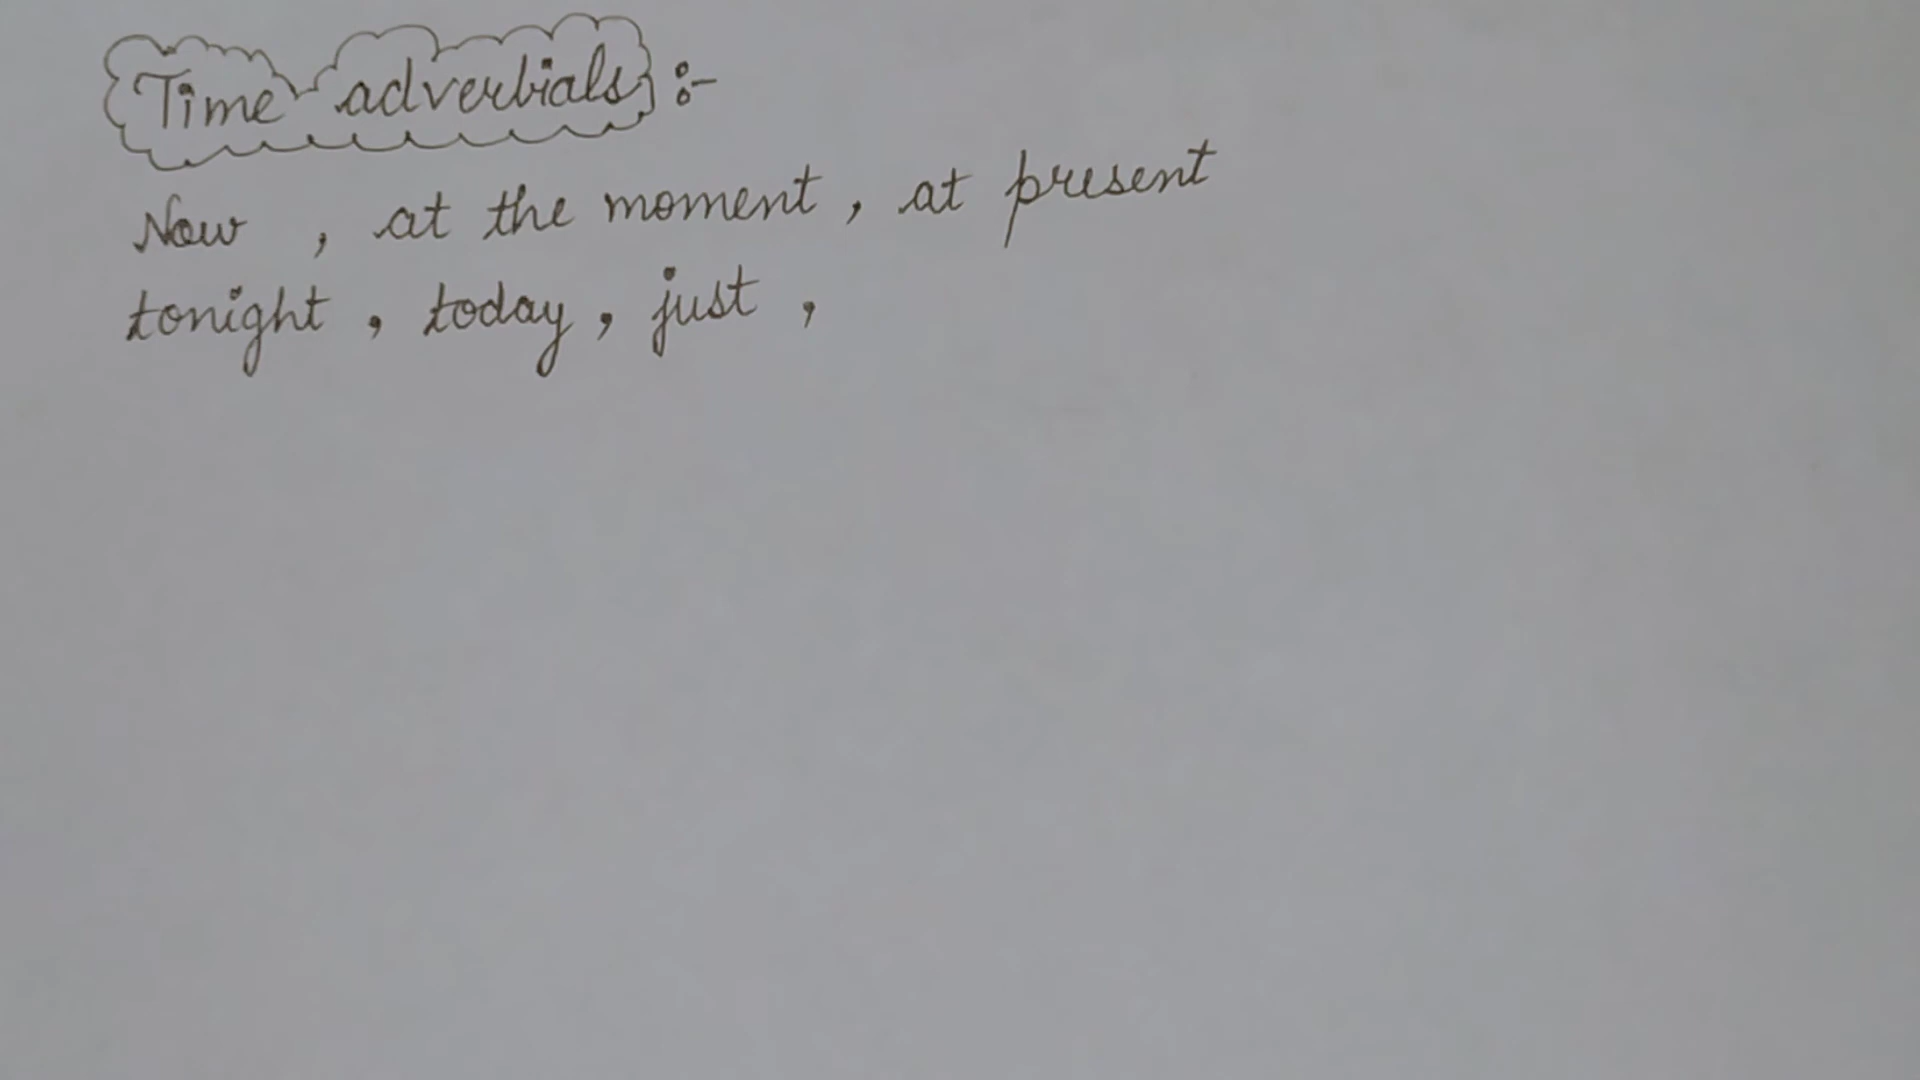 Time adverbials :-
Now , at the moment , at present
tonight , today , just ,